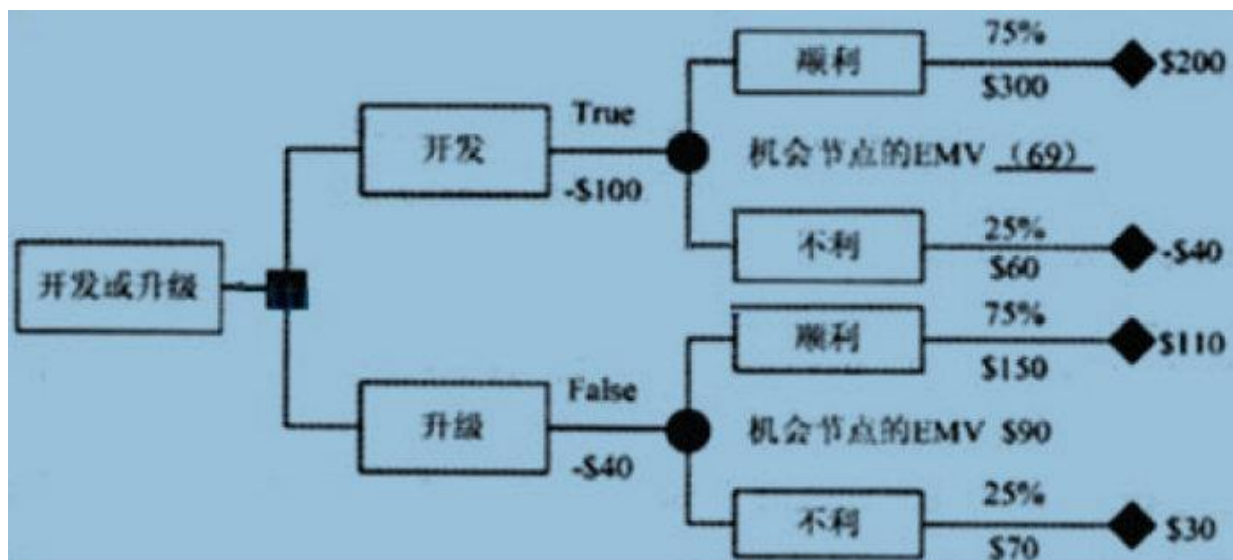 75%
顺利
$200
$300
True
开发
机会节点的EMV （69）
-$100
25%
不利
-$40
$60
开发或升级
75%
顺利
$110
$150
False
升级
机会节点的EMV $90
-$40
25%
不利
$30
$70